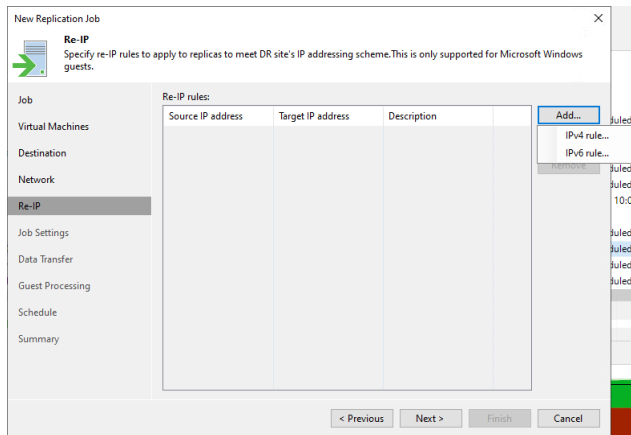 New Replication Job
Re-IP
Specify re-IP rules to apply to replicas to meet DR site's IP addressing scheme.This is only supported for Microsoft Windows
guests.
Job
Virtual Machines
Destination
Network
Re-IP
Job Settings
Data Transfer
Guest Processing
Schedule
Summary
Re-IP rules:
Source IP address Target IP address Description
Add...
IPv4 rule...
IPv6 rule...
Remove
< Previous Next > Finish Cancel